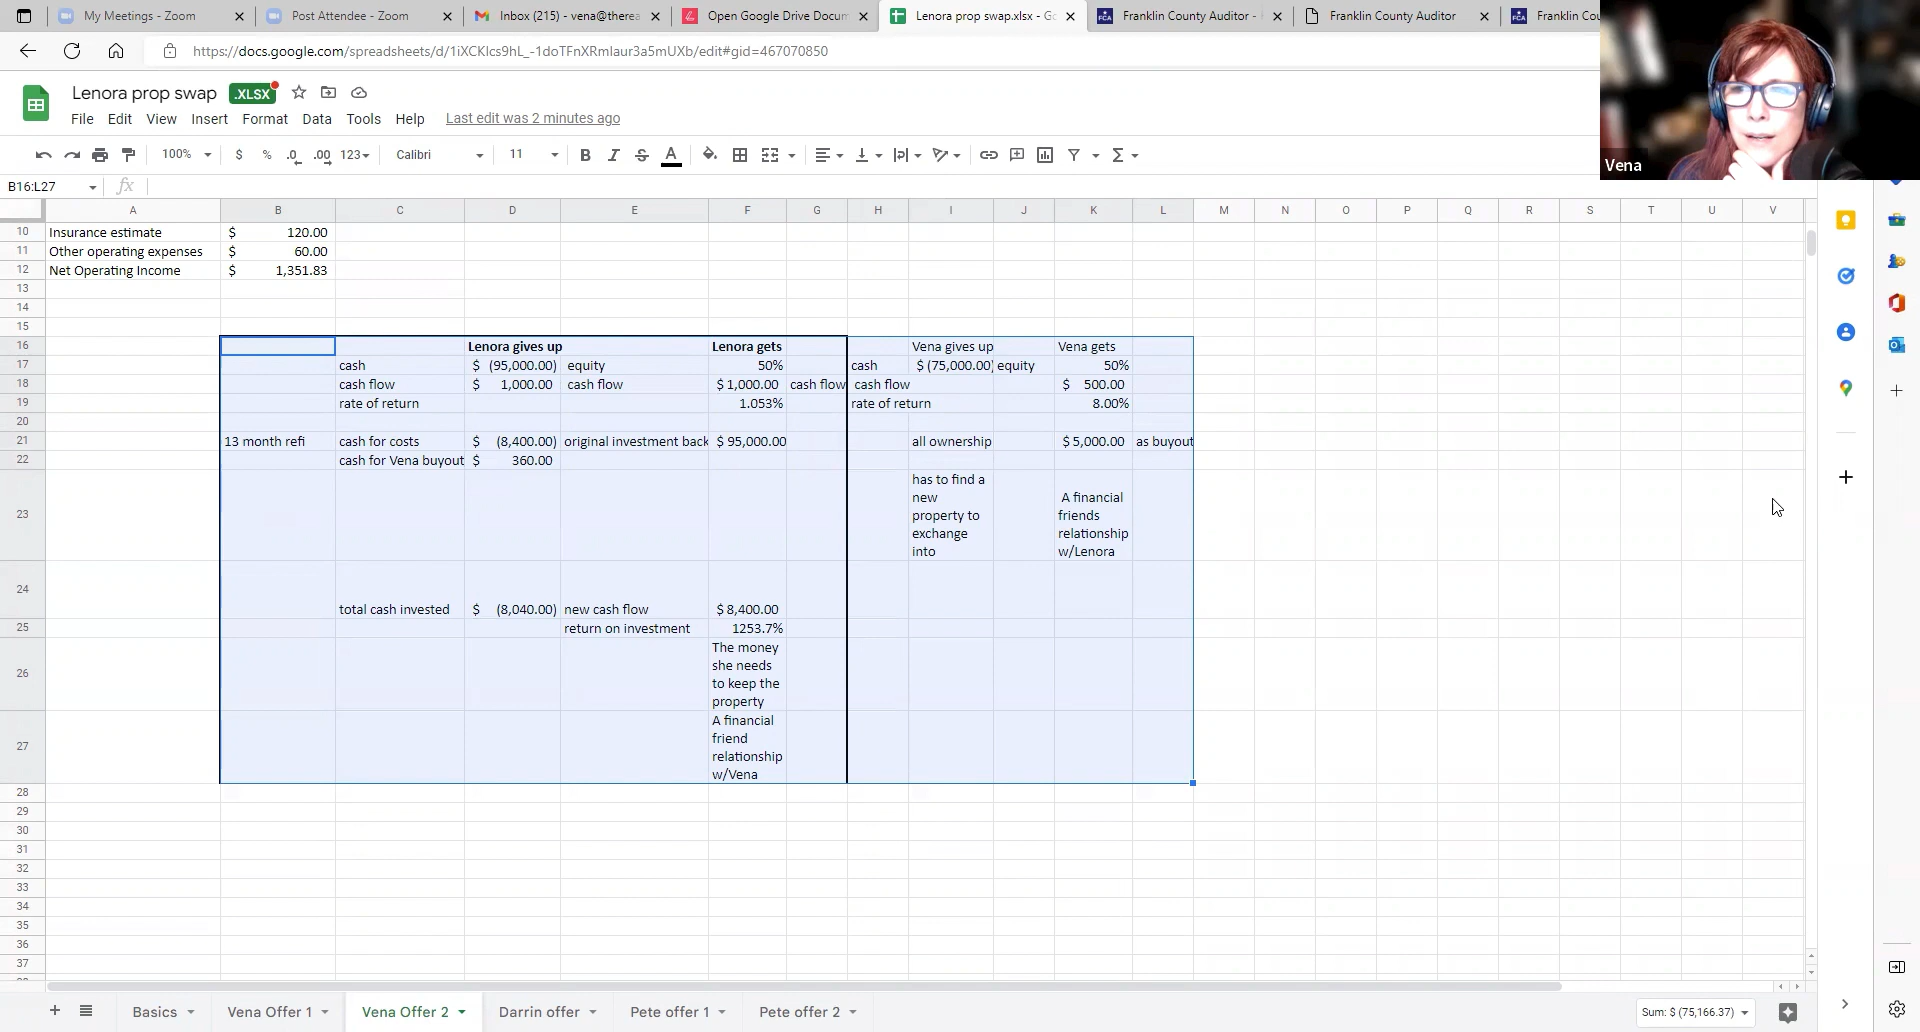 My Meetings - Zoom
Post Attendee - Zoom
Inbox (215) - vena@therea
Open Google Drive Docum
Lenora prop swap.xlsx - Go
Franklin County Auditor -
Franklin County Auditor
Franklin Cou
https://docs.google.com/spreadsheets/d/1iXCKlcs9hL_-1doTFnXRmlaur3a5mUXb/edit#gid=467070850
Lenora prop swap .XLSX
File Edit View Insert Format Data Tools Help Last edit was 2 minutes ago
100% $ % .0 .00 123 Calibri 11 B I S A
Vena
B16:L27 fx
A B C D E F G H I J K L M N O P Q R S T U V
10 Insurance estimate $ 120.00
11 Other operating expenses $ 60.00
12 Net Operating Income $ 1,351.83
13
14
15
16 Lenora gives up Lenora gets Vena gives up Vena gets
17 cash $ (95,000.00) equity 50% cash $ (75,000.00) equity 50%
18 cash flow $ 1,000.00 cash flow $ 1,000.00 cash flow cash flow $ 500.00
19 rate of return 1.053% rate of return 8.00%
20
21 13 month refi cash for costs $ (8,400.00) original investment back $ 95,000.00 all ownership $ 5,000.00 as buyout
22 cash for Vena buyout $ 360.00
23
has to find a
new
property to
exchange
into
A financial
friends
relationship
w/Lenora
24 total cash invested $ (8,040.00) new cash flow $ 8,400.00
25 return on investment 1253.7%
26
The money
she needs
to keep the
property
27
A financial
friend
relationship
w/Vena
28
29
30
31
32
33
34
35
36
37
Basics Vena Offer 1 Vena Offer 2 Darrin offer Pete offer 1 Pete offer 2 Sum: $ (75,166.37)